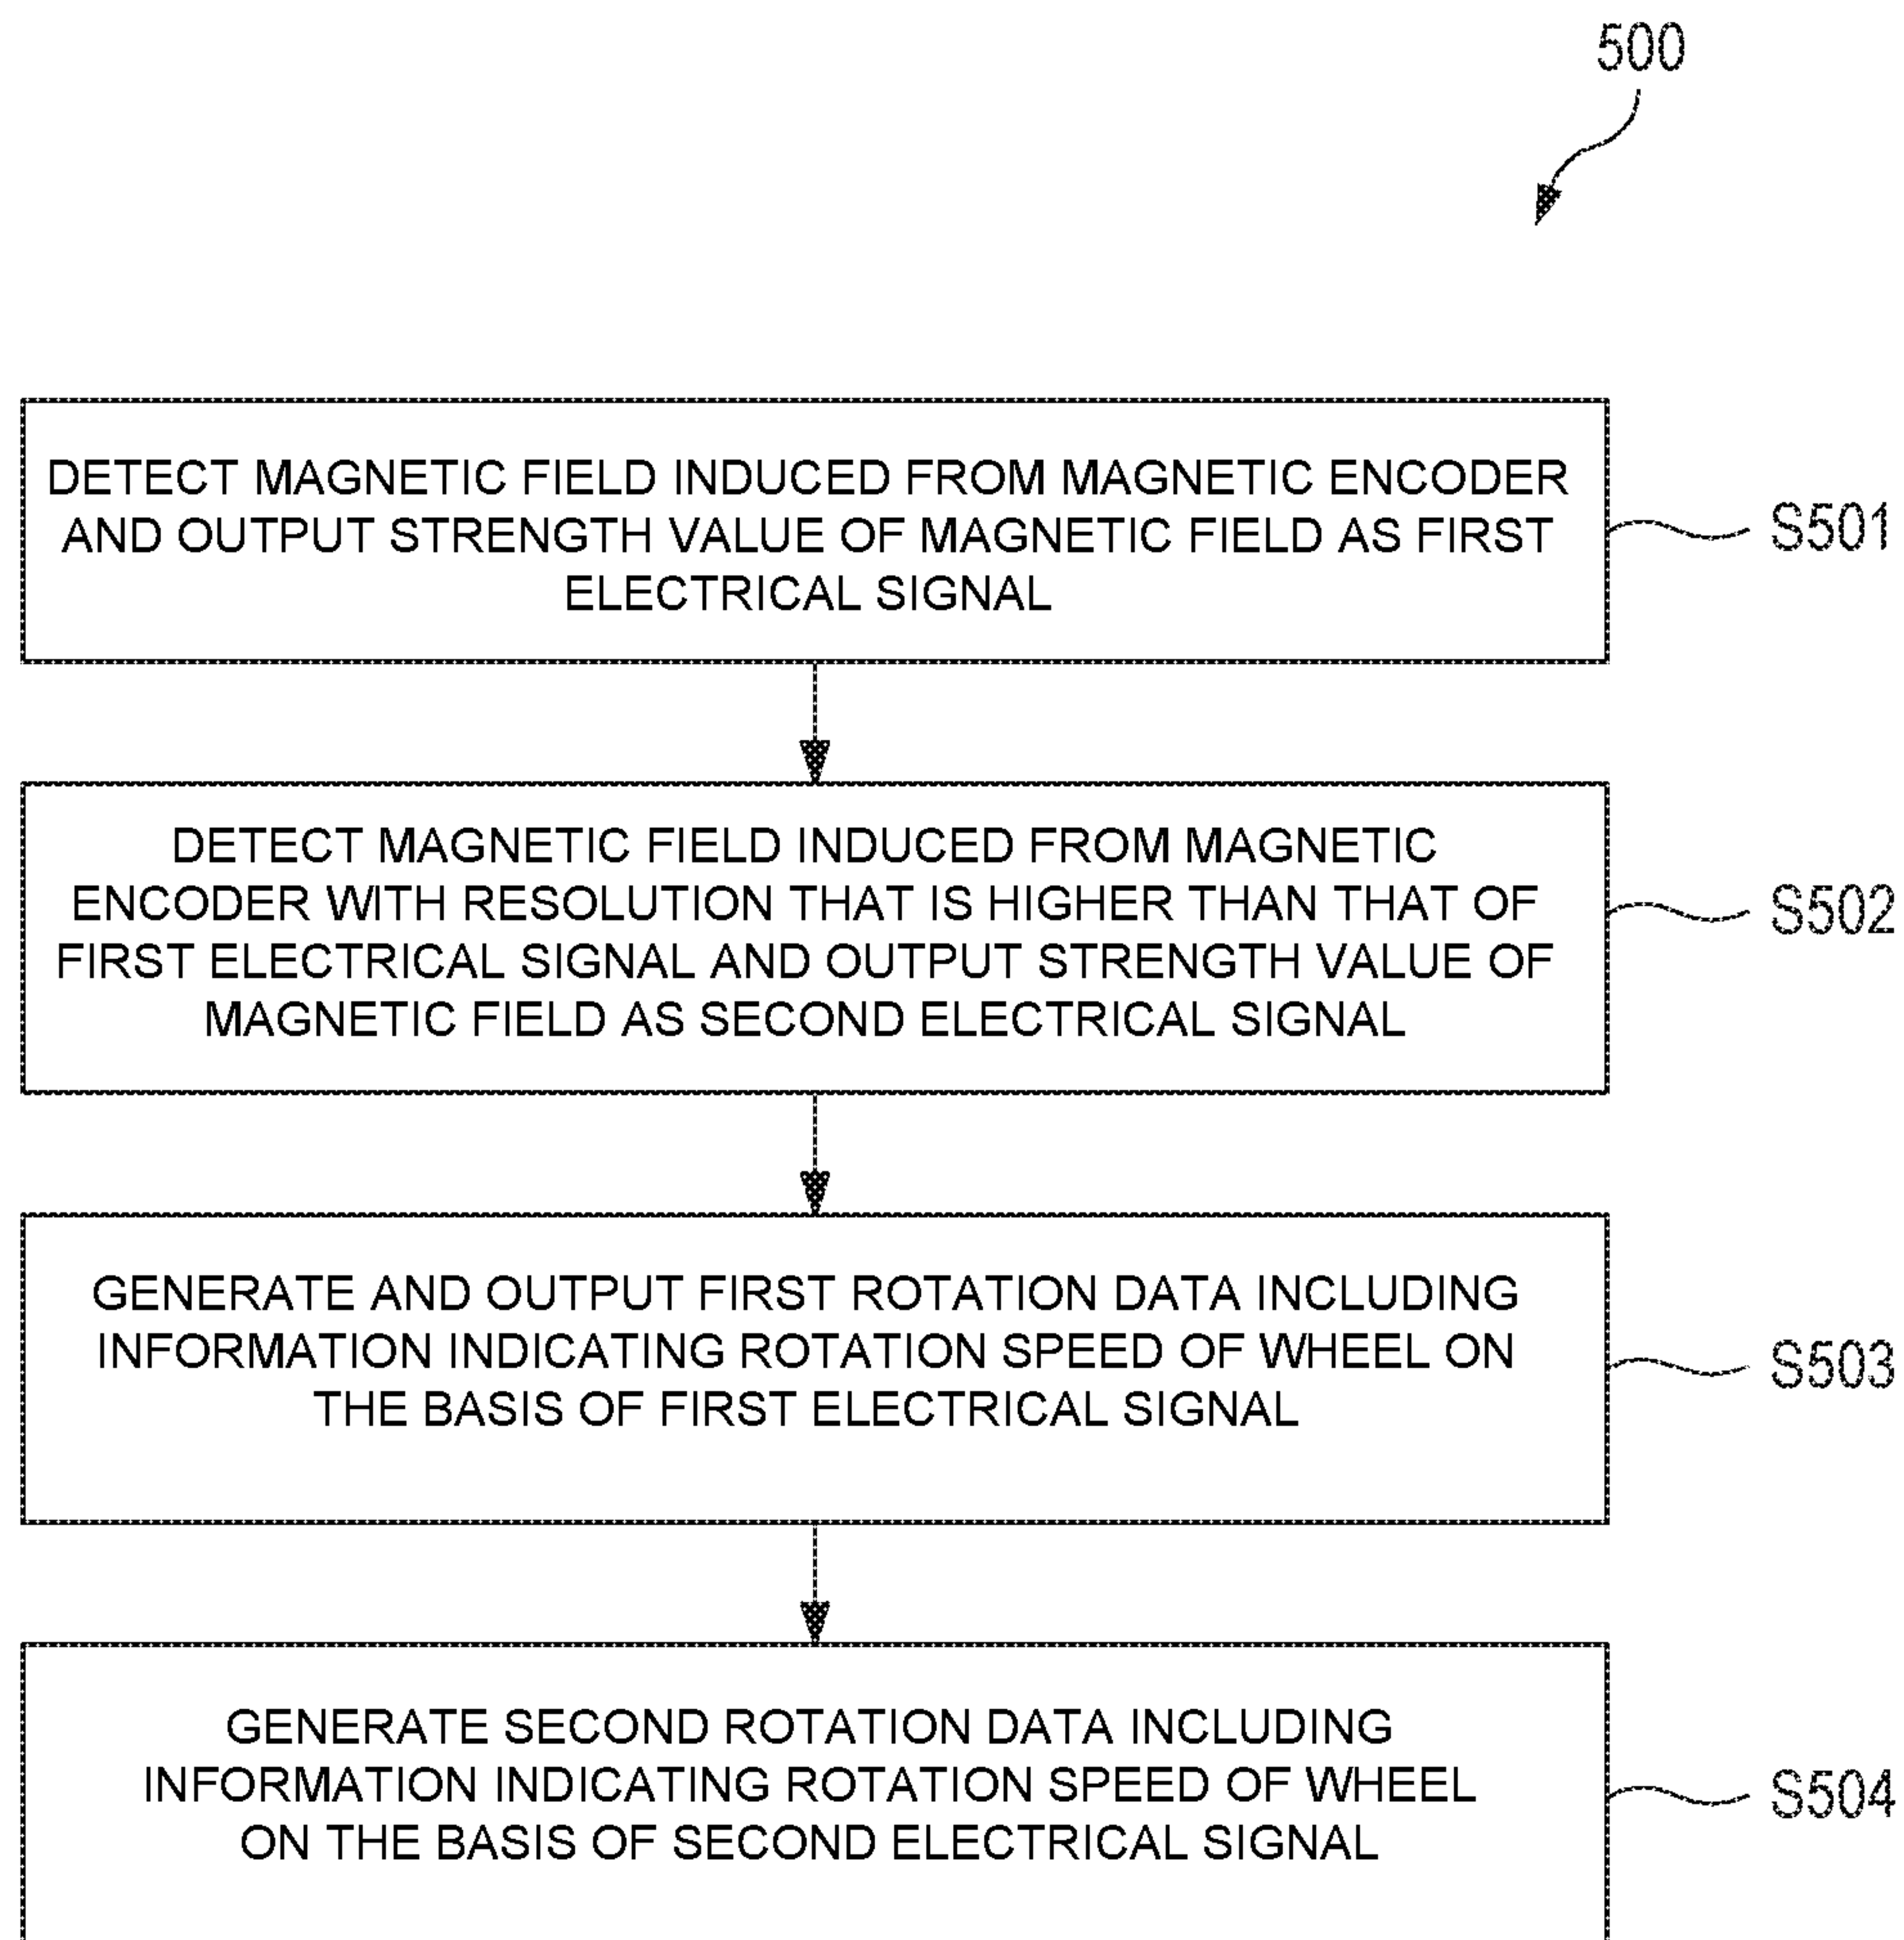 500
DETECT MAGNETIC FIELD INDUCED FROM MAGNETIC ENCODER
AND OUTPUT STRENGTH VALUE OF MAGNETIC FIELD AS FIRST
ELECTRICAL SIGNAL
S501
DETECT MAGNETIC FIELD INDUCED FROM MAGNETIC
ENCODER WITH RESOLUTION THAT IS HIGHER THAN THAT OF
FIRST ELECTRICAL SIGNAL AND OUTPUT STRENGTH VALUE OF
MAGNETIC FIELD AS SECOND ELECTRICAL SIGNAL
S502
GENERATE AND OUTPUT FIRST ROTATION DATA INCLUDING
INFORMATION INDICATING ROTATION SPEED OF WHEEL ON
THE BASIS OF FIRST ELECTRICAL SIGNAL
S503
GENERATE SECOND ROTATION DATA INCLUDING
INFORMATION INDICATING ROTATION SPEED OF WHEEL
ON THE BASIS OF SECOND ELECTRICAL SIGNAL
S504